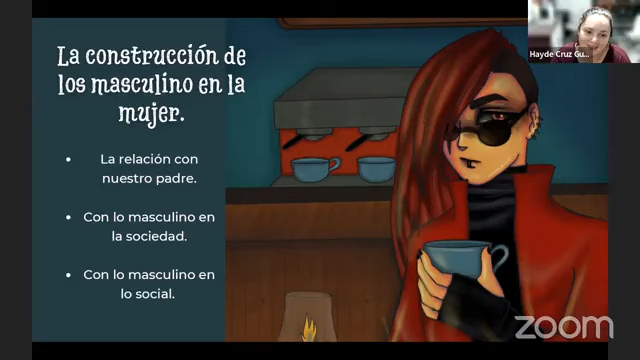 La construcción de
los masculino en la
mujer.
La relación con
nuestro padre.
Con lo masculino en
la sociedad.
Con lo masculino en
lo social.
Hayde Cruz Gu...
zoom